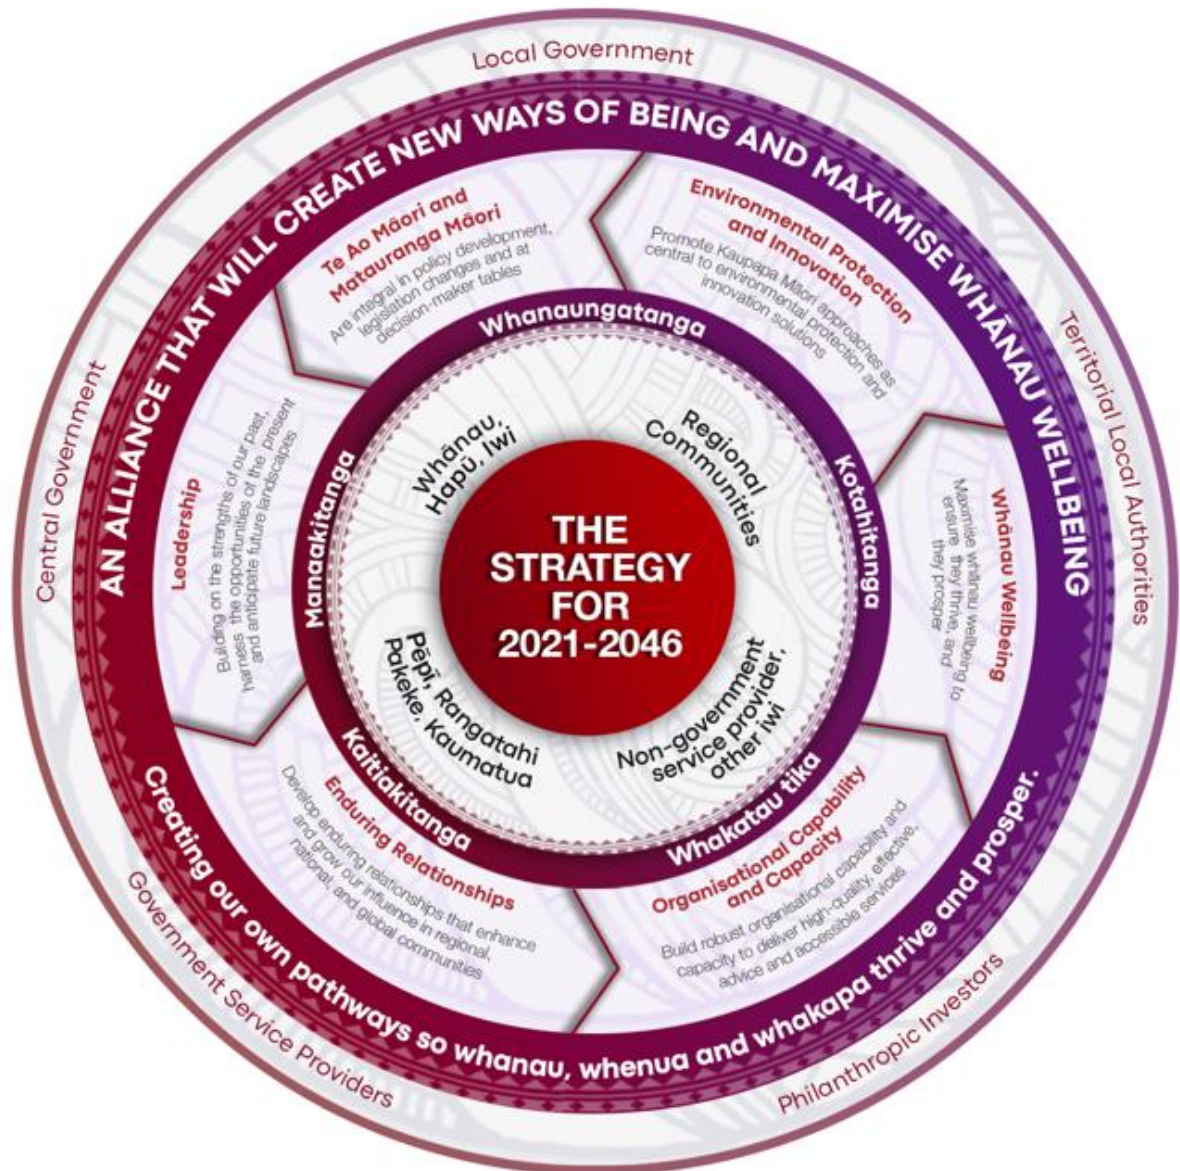 Local Government
Territorial Local Authorities
Philanthropic Investors
Government Service Providers
Central Government
AN ALLIANCE THAT WILL CREATE NEW WAYS OF BEING AND MAXIMISE WHĀNAU WELLBEING
Creating our own pathways so whanau, whenua and whakapa thrive and prosper.
Te Ao Māori and
Matauranga Māori
Are integral in policy development,
legislation changes and at
decision-maker tables
Environmental Protection
and Innovation
Promote Kaupapa Māori approaches as
central to environmental protection and
innovation solutions
Whānau Wellbeing
Maximise whānau wellbeing to
ensure they thrive, and
they prosper
Organisational Capability
and Capacity
Build robust organisational capability and
capacity to deliver high-quality, effective,
advice and accessible services
Enduring Relationships
Develop enduring relationships that enhance
and grow our influence in regional,
national, and global communities
Leadership
Building on the strengths of our past,
harness the opportunities of the present
and anticipate future landscapes
Whanaungatanga
Kotahitanga
Whakatau tika
Kaitiakitanga
Manaakitanga
Whānau,
Hapū, Iwi
Regional
Communities
Non-government
service provider,
other iwi
Pēpī, Rangatahi
Pakeke, Kaumatua
THE
STRATEGY
FOR
2021-2046